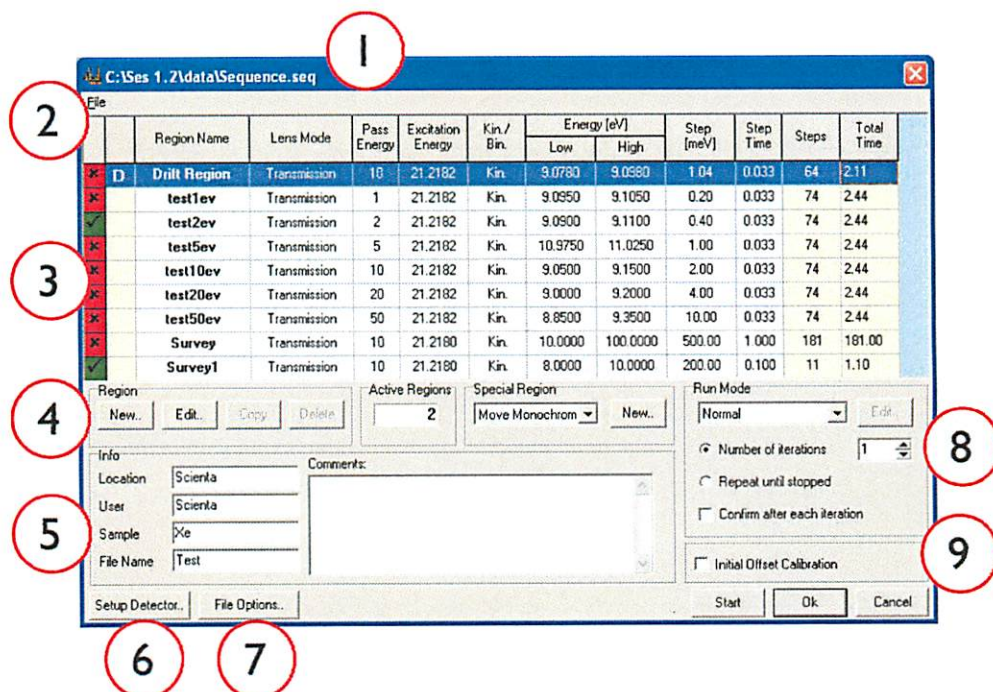 1
C:\Ses 1.2\data\Sequence.seq
2
File
Region Name Lens Mode Pass Energy Excitation Energy Kin./ Bin. Energy [eV] Low High Step [meV] Step Time Steps Total Time
D Drift Region Transmission 10 21.2182 Kin. 9.0780 9.0980 1.04 0.033 64 2.11
test1ev Transmission 1 21.2182 Kin. 9.0950 9.1050 0.20 0.033 74 2.44
test2ev Transmission 2 21.2182 Kin. 9.0900 9.1100 0.40 0.033 74 2.44
test5ev Transmission 5 21.2182 Kin. 10.9750 11.0250 1.00 0.033 74 2.44
3
test10ev Transmission 10 21.2182 Kin. 9.0500 9.1500 2.00 0.033 74 2.44
test20ev Transmission 20 21.2182 Kin. 9.0000 9.2000 4.00 0.033 74 2.44
test50ev Transmission 50 21.2182 Kin. 8.8500 9.3500 10.00 0.033 74 2.44
Survey Transmission 10 21.2180 Kin. 10.0000 100.0000 500.00 1.000 181 181.00
Survey1 Transmission 10 21.2180 Kin. 8.0000 10.0000 200.00 0.100 11 1.10
4
Region
New.. Edit.. Copy Delete
Active Regions
2
Special Region
Move Monochrom New..
Run Mode
Normal Edit..
Number of iterations 1
Repeat until stopped
Confirm after each iteration
8
5
Info
Location Scienta
User Scienta
Sample Xe
File Name Test
Comments:
Initial Offset Calibration
9
Setup Detector.. File Options..
Start Ok Cancel
6
7